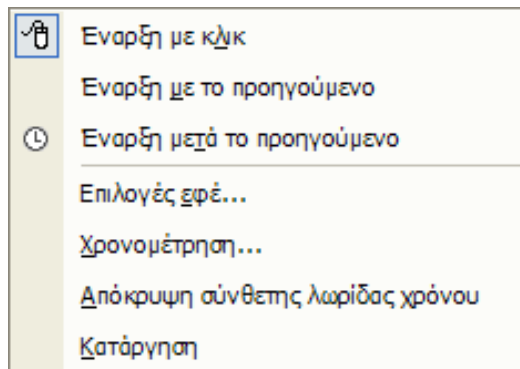 Έναρξη με κλικ
Έναρξη με το προηγούμενο
Έναρξη μετά το προηγούμενο
Επιλογές εφέ...
Χρονομέτρηση...
Απόκρυψη σύνθετης λωρίδας χρόνου
Κατάργηση